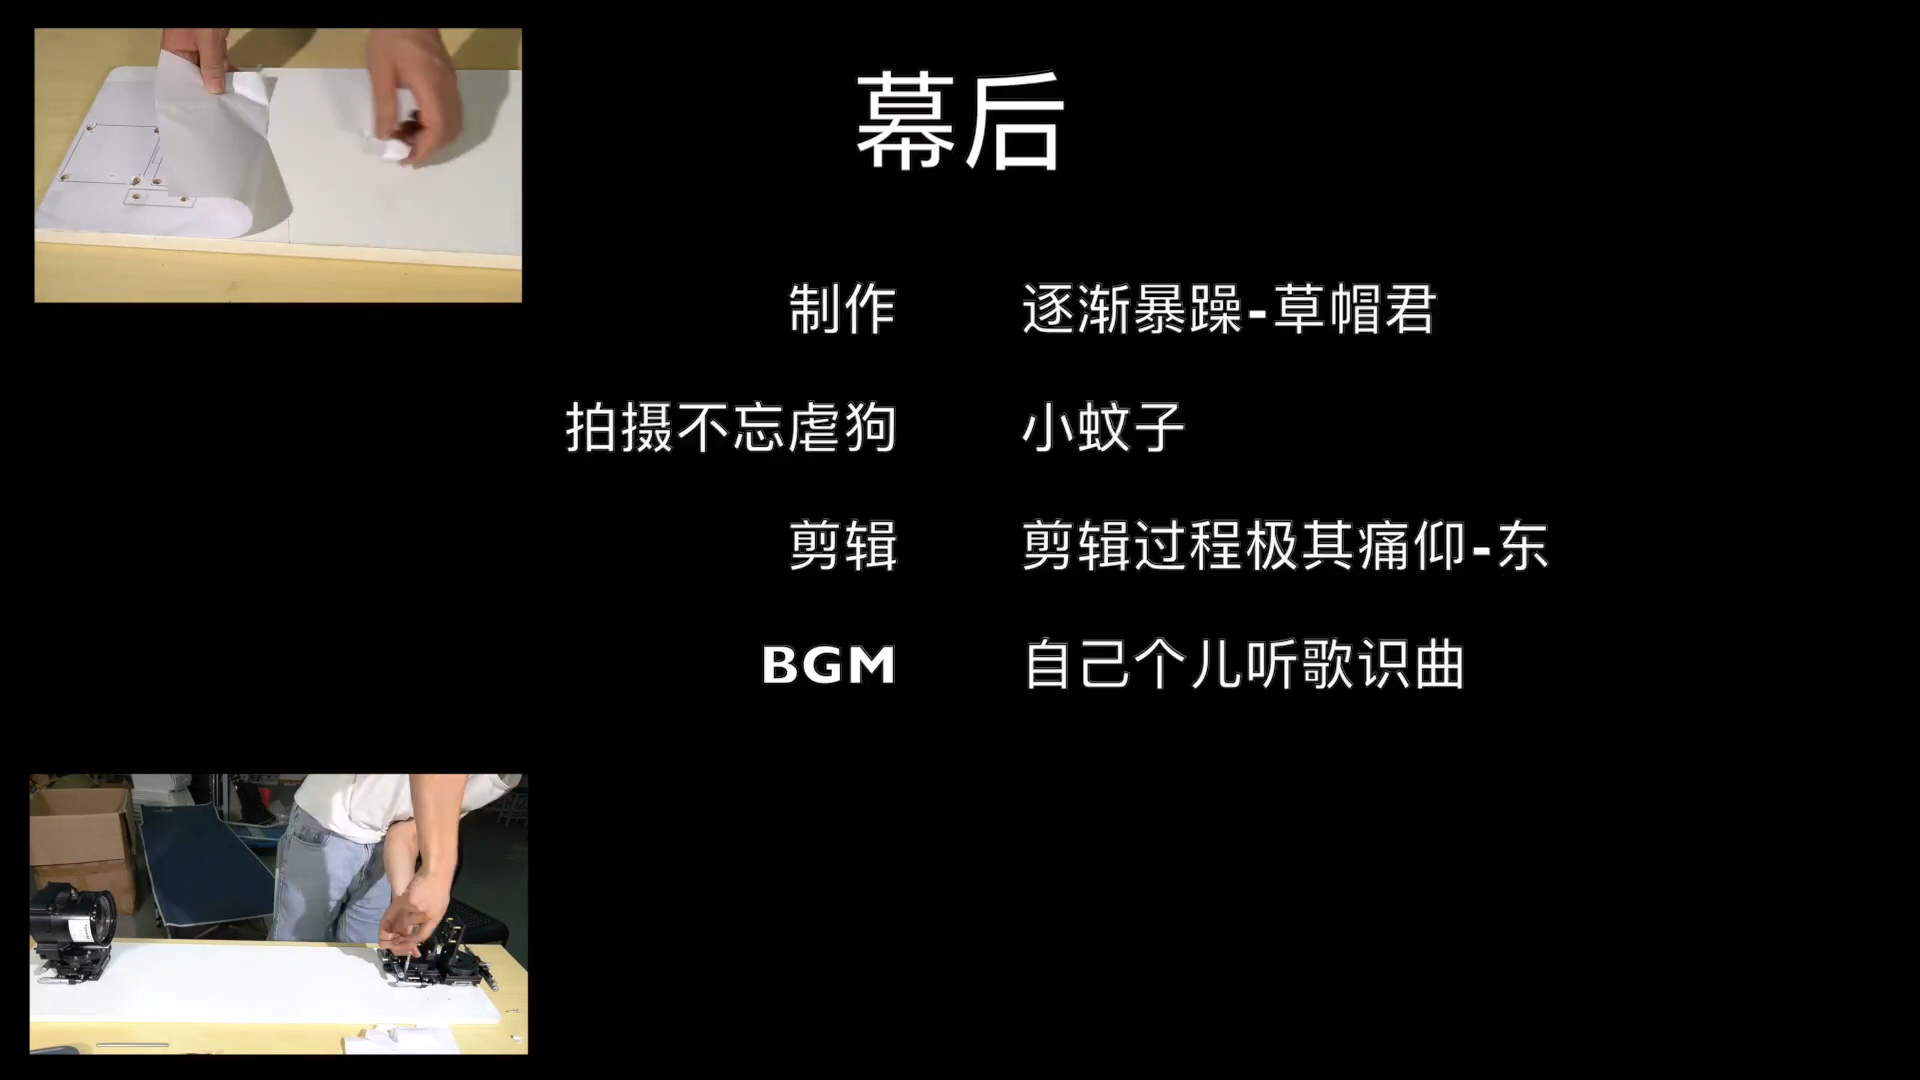 幕后
制作 逐渐暴躁-草帽君
拍摄不忘虐狗 小蚊子
剪辑 剪辑过程极其痛仰-东
BGM 自己个儿听歌识曲